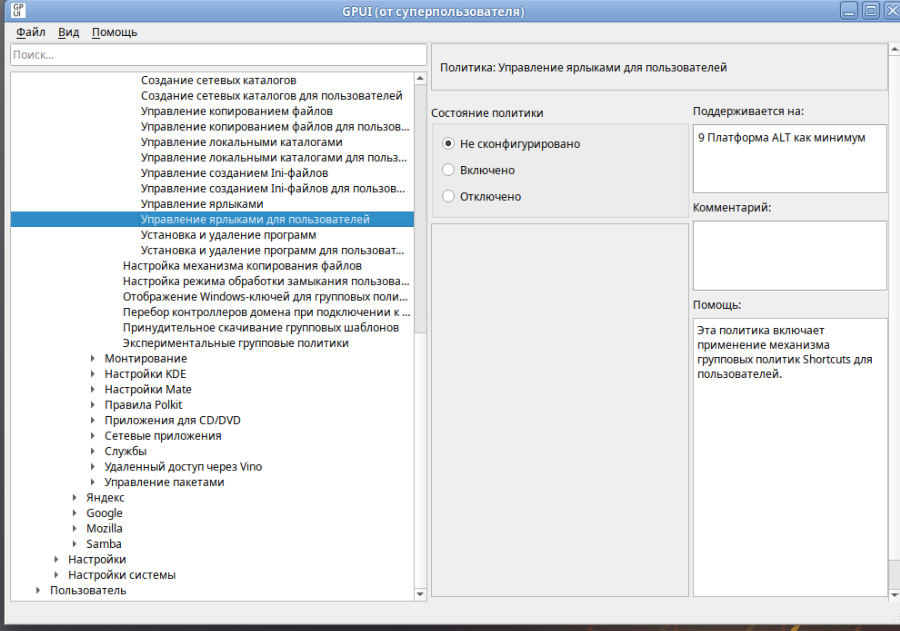 GP
UI
GPUI (от суперпользователя)
Файл Вид Помощь
Поиск...
Создание сетевых каталогов
Создание сетевых каталогов для пользователей
Управление копированием файлов
Управление копированием файлов для пользов...
Управление локальными каталогами
Управление локальными каталогами для польз...
Управление созданием Ini-файлов
Управление созданием Ini-файлов для пользов...
Управление ярлыками
Управление ярлыками для пользователей
Установка и удаление программ
Установка и удаление программ для пользоват...
Настройка механизма копирования файлов
Настройка режима обработки замыкания пользова...
Отображение Windows-ключей для групповых поли...
Перебор контроллеров домена при подключении к ...
Принудительное скачивание групповых шаблонов
Экспериментальные групповые политики
Монтирование
Настройки KDE
Настройки Mate
Правила Polkit
Приложения для CD/DVD
Сетевые приложения
Службы
Удаленный доступ через Vino
Управление пакетами
Яндекс
Google
Mozilla
Samba
Настройки
Настройки системы
Пользователь
Политика: Управление ярлыками для пользователей
Состояние политики
Не сконфигурировано
Включено
Отключено
Поддерживается на:
9 Платформа ALT как минимум
Комментарий:
Помощь:
Эта политика включает
применение механизма
групповых политик Shortcuts для
пользователей.